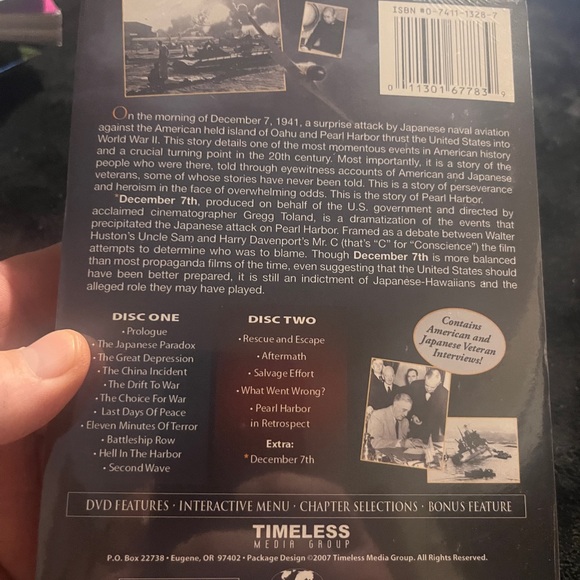 ISBN #0-7411-1328-7
0 11301 67783 9
On the morning of December 7, 1941, a surprise attack by Japanese naval aviation
against the American held island of Oahu and Pearl Harbor thrust the United States into
World War II. This story details one of the most momentous events in American history
and a crucial turning point in the 20th century. Most importantly, it is a story of the
people who were there, told through eyewitness accounts of American and Japanese
veterans, some of whose stories have never been told. This is a story of perseverance
and heroism in the face of overwhelming odds. This is the story of Pearl Harbor.
*December 7th, produced on behalf of the U.S. government and directed by
acclaimed cinematographer Gregg Toland, is a dramatization of the events that
precipitated the Japanese attack on Pearl Harbor. Framed as a debate between Walter
Huston's Uncle Sam and Harry Davenport's Mr. C (that's "C" for "Conscience") the film
attempts to determine who was to blame. Though December 7th is more balanced
than most propaganda films of the time, even suggesting that the United States should
have been better prepared, it is still an indictment of Japanese-Hawaiians and the
alleged role they may have played.
DISC ONE
• Prologue
• The Japanese Paradox
• The Great Depression
• The China Incident
• The Drift To War
• The Choice For War
• Last Days Of Peace
• Eleven Minutes Of Terror
• Battleship Row
• Hell In The Harbor
• Second Wave
DISC TWO
• Rescue and Escape
• Aftermath
• Salvage Effort
• What Went Wrong?
• Pearl Harbor
in Retrospect
Extra:
*December 7th
Contains
American and
Japanese Veteran
Interviews!
DVD FEATURES · INTERACTIVE MENU · CHAPTER SELECTIONS · BONUS FEATURE
TIMELESS
MEDIA GROUP
P.O. Box 22738 • Eugene, OR 97402 • Package Design ©2007 Timeless Media Group. All Rights Reserved.